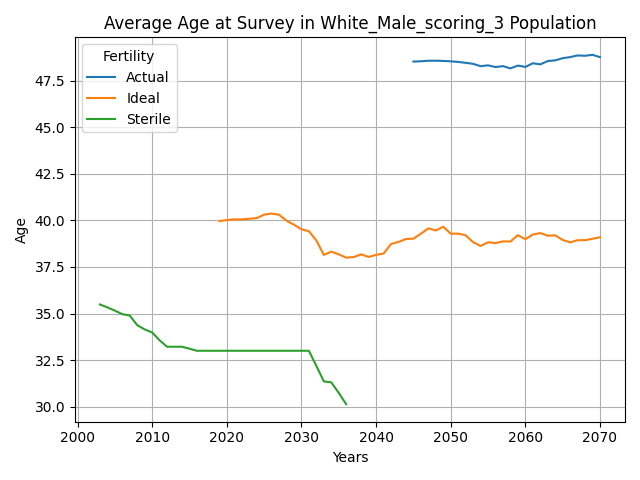 Average Age at Survey in White_Male_scoring_3 Population
Fertility
Actual
Ideal
Sterile
Age
47.5
45.0
42.5
40.0
37.5
35.0
32.5
30.0
2000 2010 2020 2030 2040 2050 2060 2070
Years